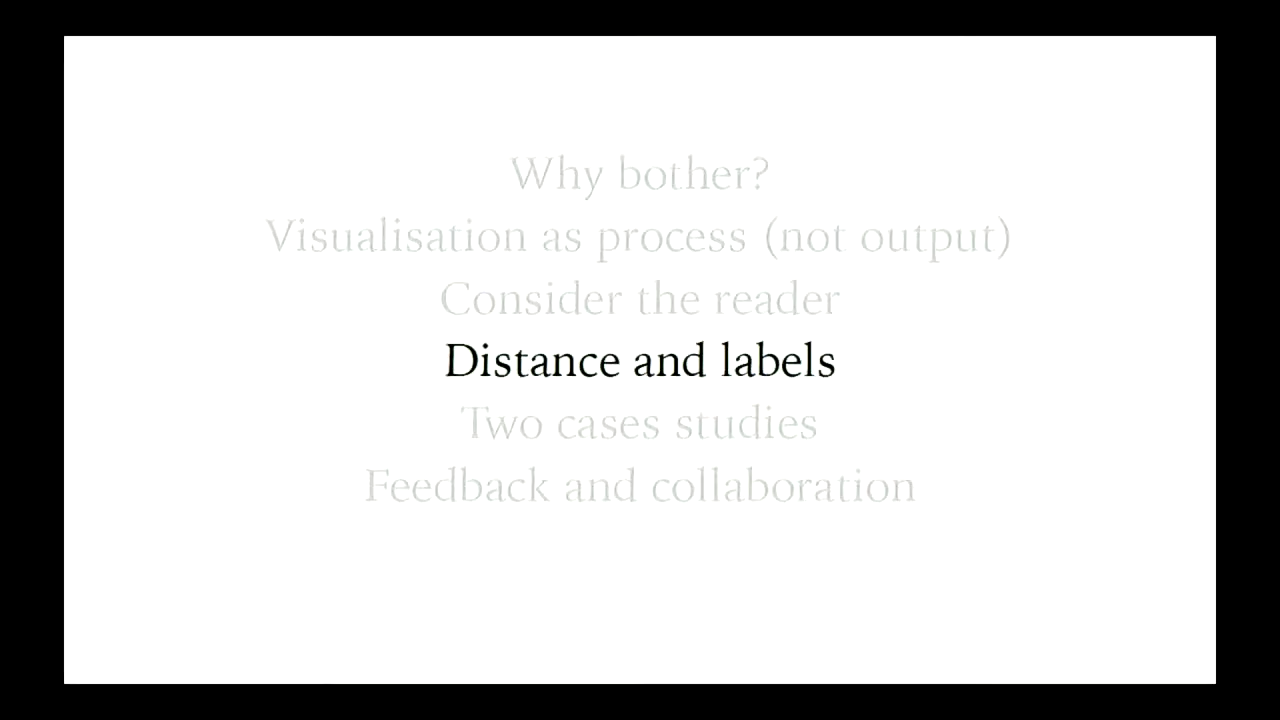 Why bother?
Visualisation as process (not output)
Consider the reader
Distance and labels
Two cases studies
Feedback and collaboration